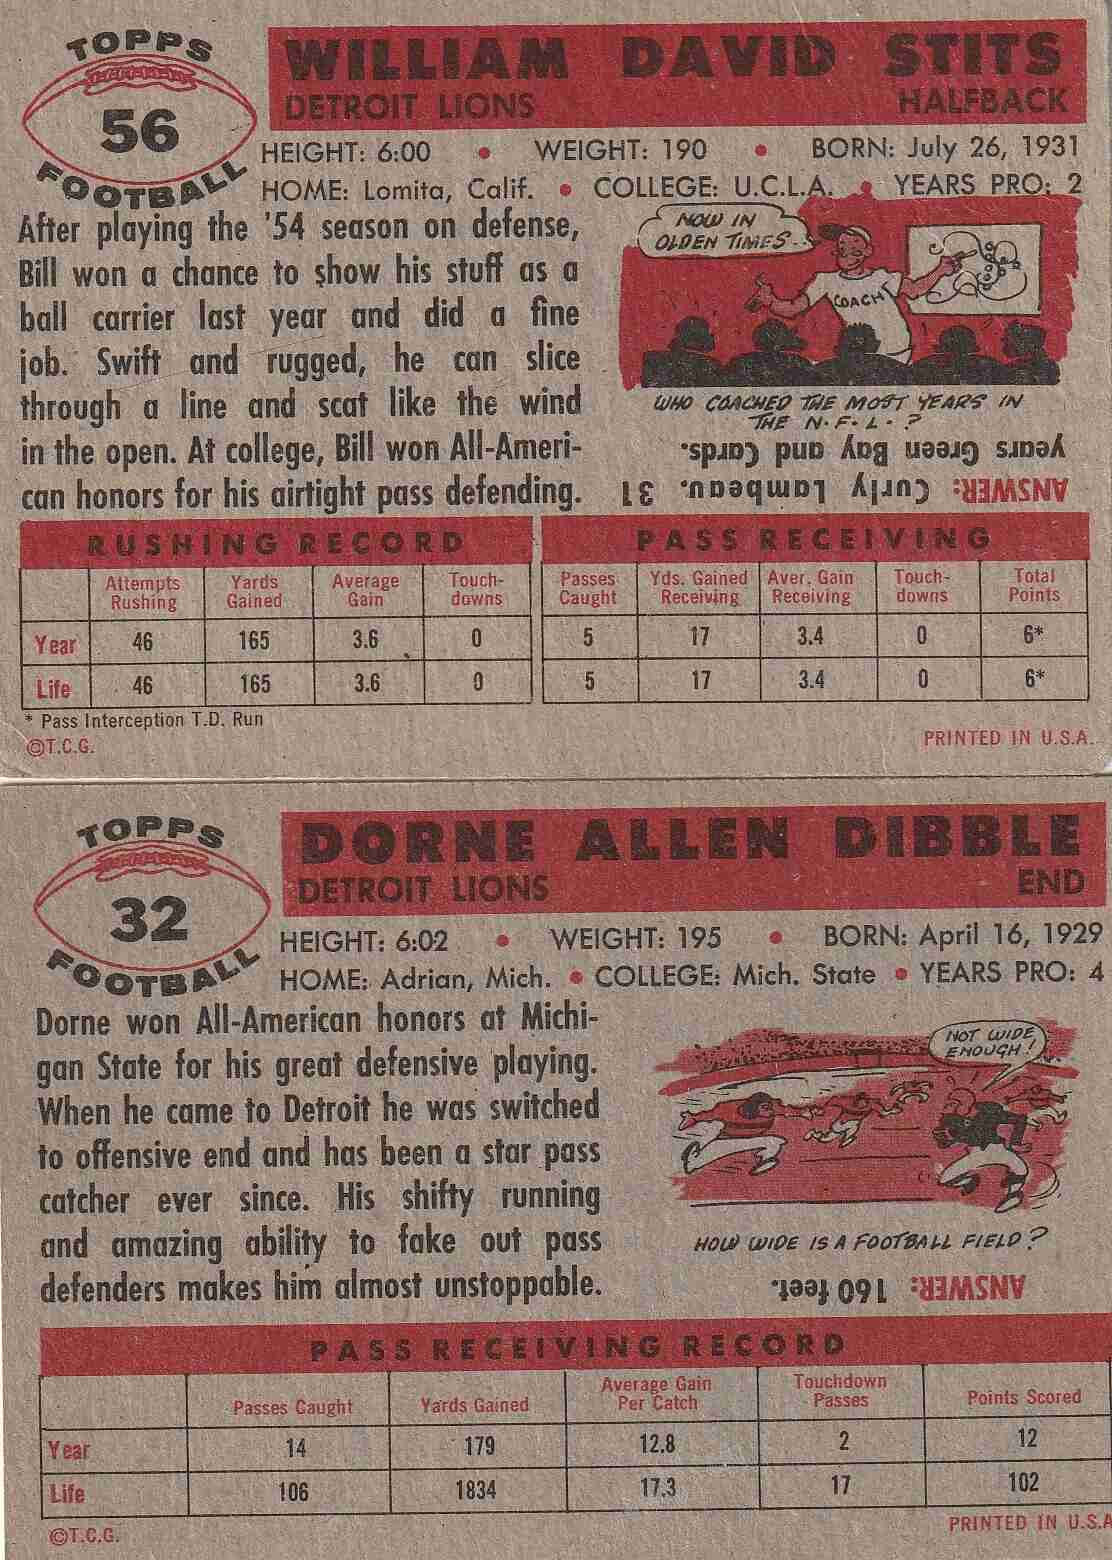 TOPPS
56
FOOTBALL
WILLIAM DAVID STITS
DETROIT LIONS HALFBACK
HEIGHT: 6:00 • WEIGHT: 190 • BORN: July 26, 1931
HOME: Lomita, Calif. • COLLEGE: U.C.L.A. • YEARS PRO: 2
After playing the '54 season on defense,
Bill won a chance to show his stuff as a
ball carrier last year and did a fine
job. Swift and rugged, he can slice
through a line and scat like the wind
in the open. At college, Bill won All-Ameri-
can honors for his airtight pass defending.
NOW IN
OLDEN TIMES..
COACH
WHO COACHED THE MOST YEARS IN
THE N.F.L.?
ANSWER: Curly Lambeau. 31
years Green Bay and Cards.
RUSHING RECORD PASS RECEIVING
Attempts Rushing Yards Gained Average Gain Touch-downs Passes Caught Yds. Gained Receiving Aver. Gain Receiving Touch-downs Total Points
Year 46 165 3.6 0 5 17 3.4 0 6*
Life 46 165 3.6 0 5 17 3.4 0 6*
* Pass Interception T.D. Run
©T.C.G. PRINTED IN U.S.A.
TOPPS
32
FOOTBALL
DORNE ALLEN DIBBLE
DETROIT LIONS END
HEIGHT: 6:02 • WEIGHT: 195 • BORN: April 16, 1929
HOME: Adrian, Mich. • COLLEGE: Mich. State • YEARS PRO: 4
Dorne won All-American honors at Michi-
gan State for his great defensive playing.
When he came to Detroit he was switched
to offensive end and has been a star pass
catcher ever since. His shifty running
and amazing ability to fake out pass
defenders makes him almost unstoppable.
NOT WIDE
ENOUGH!
HOW WIDE IS A FOOTBALL FIELD?
ANSWER: 160 feet.
PASS RECEIVING RECORD
Passes Caught Yards Gained Average Gain Per Catch Touchdown Passes Points Scored
Year 14 179 12.8 2 12
Life 106 1834 17.3 17 102
©T.C.G. PRINTED IN U.S.A